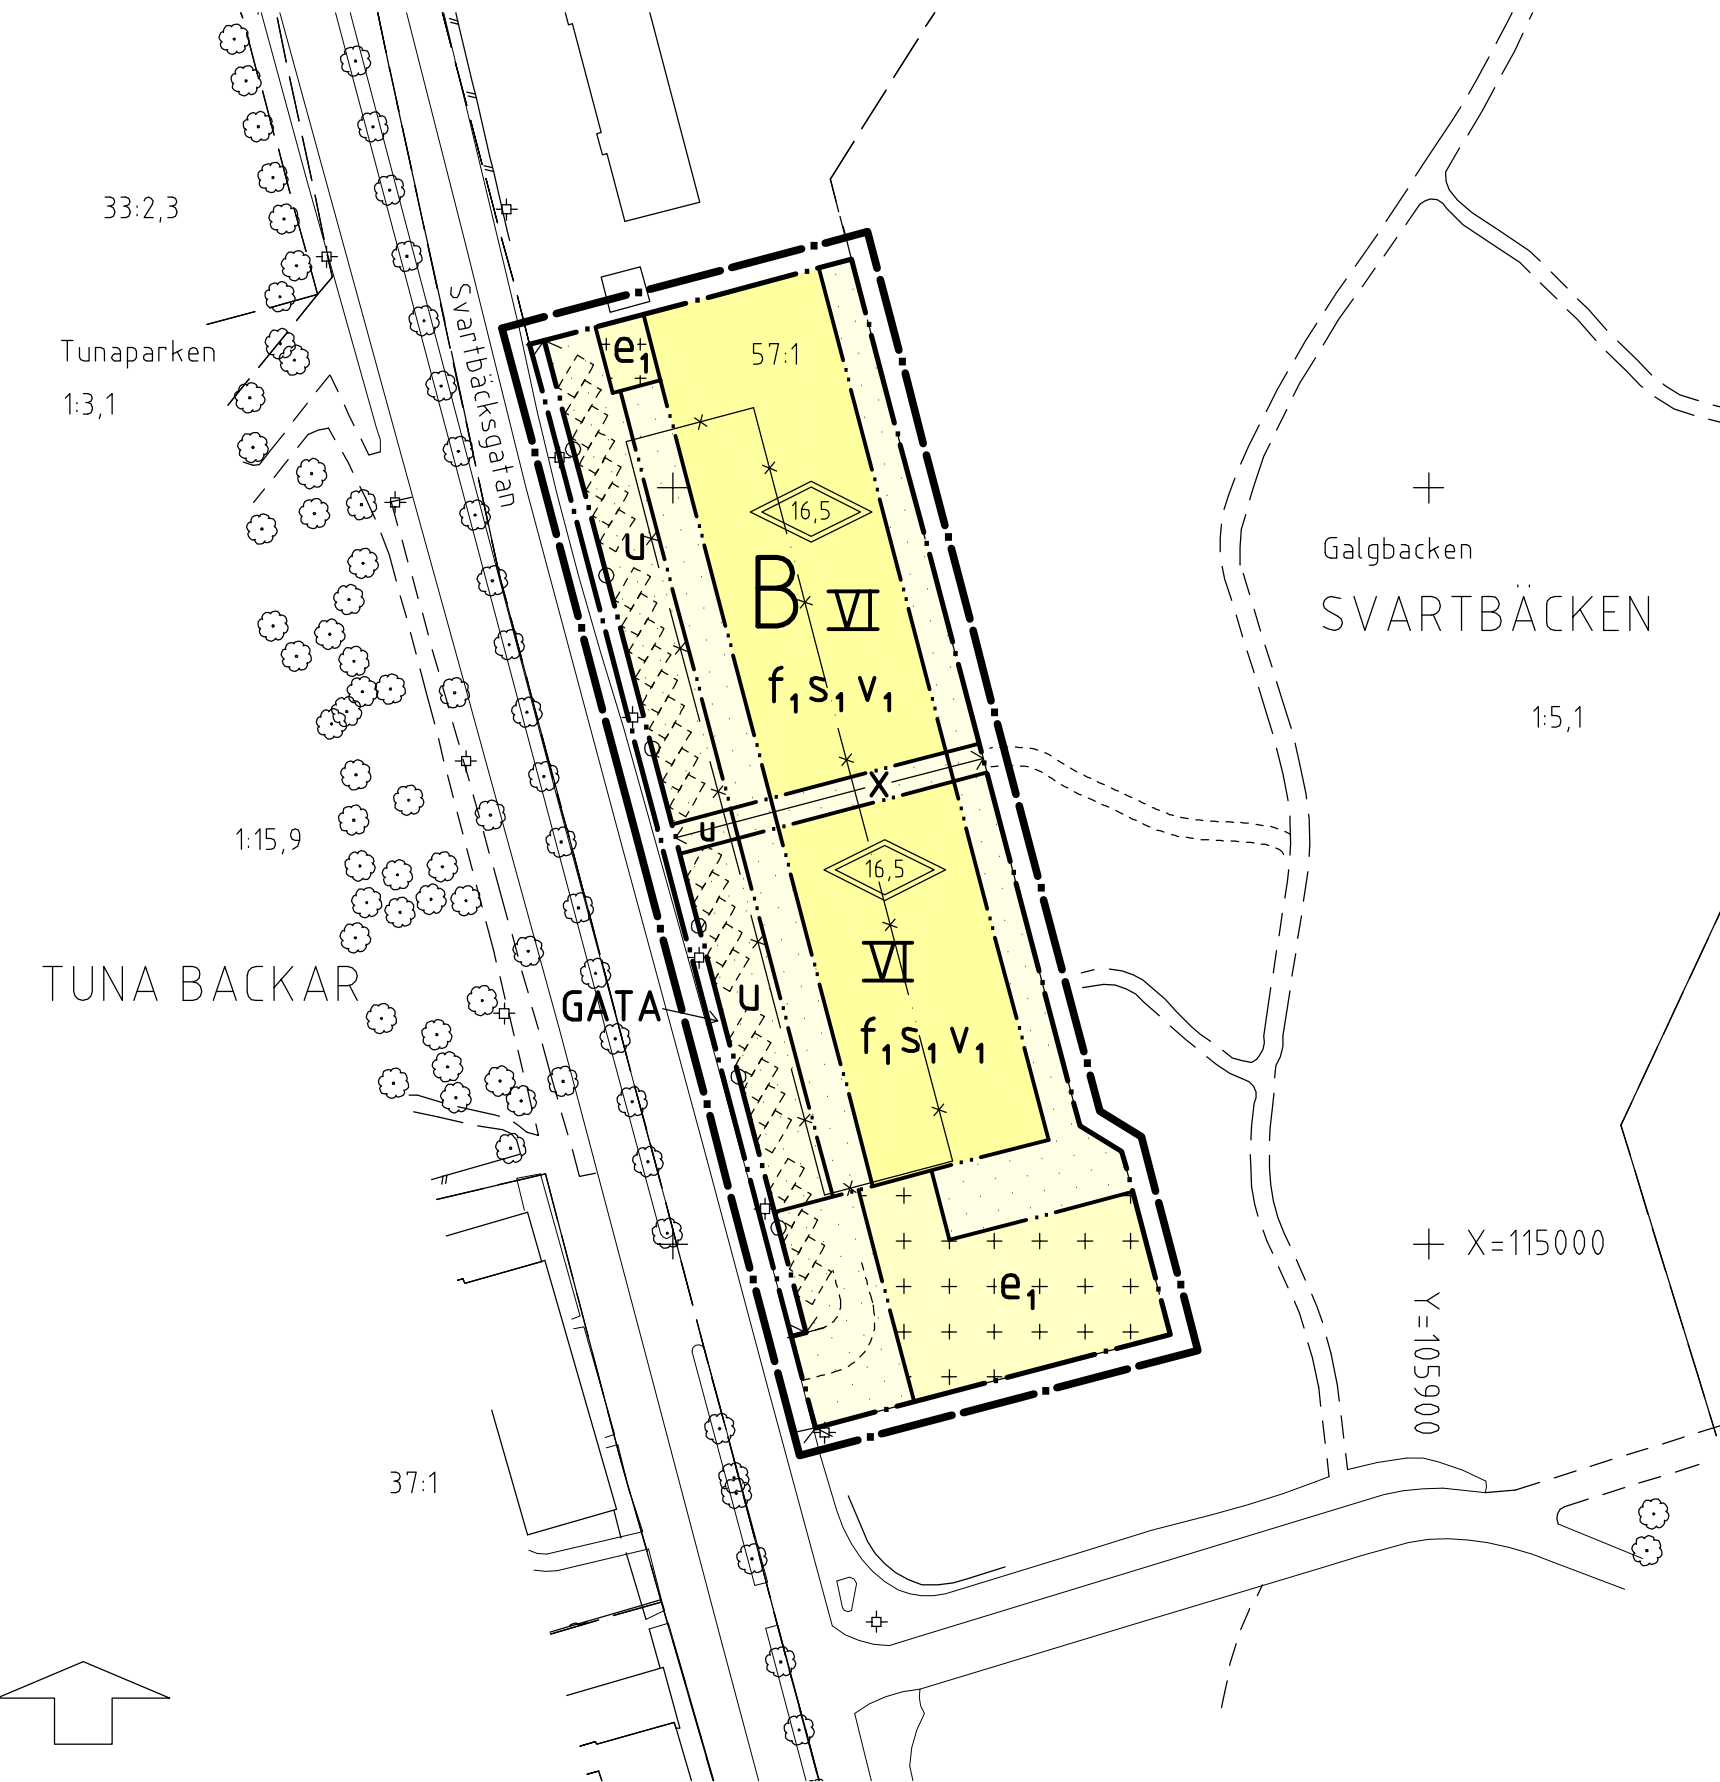 33:2,3
Svartbäcksgatan
Tunaparken
1:3,1
e1
57:1
16,5
u
B VI
f1 s1 v1
Galgbacken
SVARTBÄCKEN
1:5,1
x
u
1:15,9
16,5
VI
TUNA BACKAR
GATA
u
f1 s1 v1
X=115000
Y=105900
e1
37:1